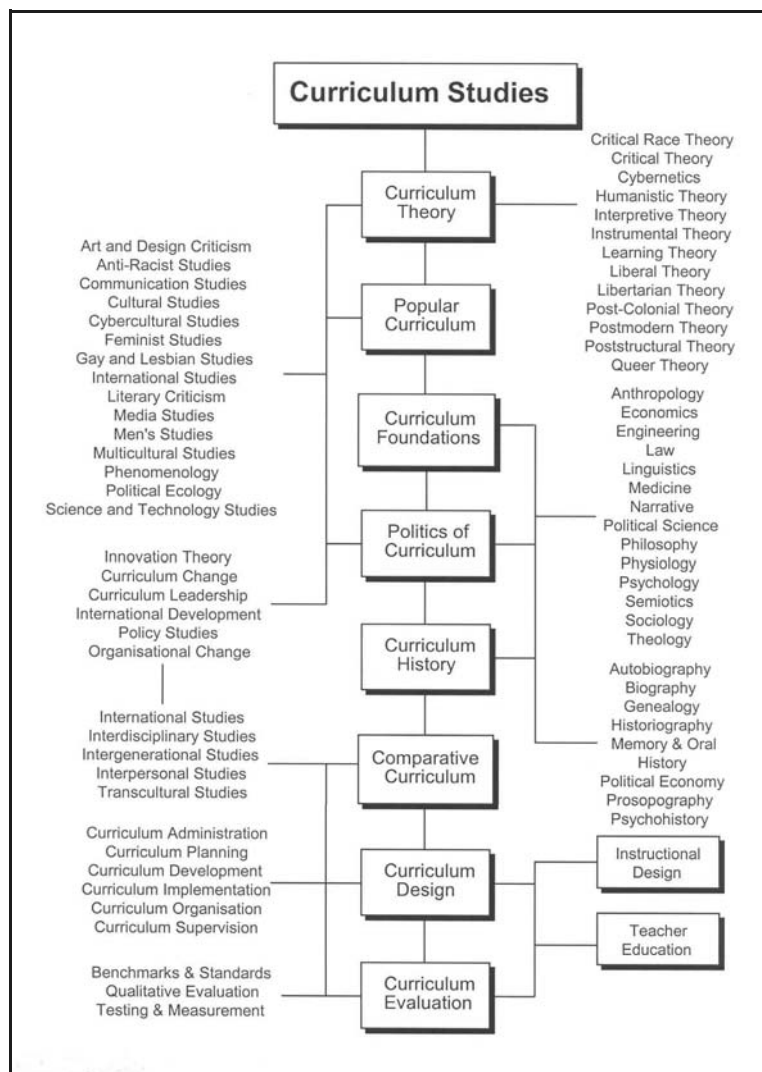 Curriculum Studies
Curriculum
Theory
Critical Race Theory
Critical Theory
Cybernetics
Humanistic Theory
Interpretive Theory
Instrumental Theory
Learning Theory
Liberal Theory
Libertarian Theory
Post-Colonial Theory
Postmodern Theory
Poststructural Theory
Queer Theory
Art and Design Criticism
Anti-Racist Studies
Communication Studies
Cultural Studies
Cybercultural Studies
Feminist Studies
Gay and Lesbian Studies
International Studies
Literary Criticism
Media Studies
Men's Studies
Multicultural Studies
Phenomenology
Political Ecology
Science and Technology Studies
Popular
Curriculum
Curriculum
Foundations
Anthropology
Economics
Engineering
Law
Linguistics
Medicine
Narrative
Political Science
Philosophy
Physiology
Psychology
Semiotics
Sociology
Theology
Politics of
Curriculum
Innovation Theory
Curriculum Change
Curriculum Leadership
International Development
Policy Studies
Organisational Change
Curriculum
History
Autobiography
Biography
Genealogy
Historiography
Memory & Oral
History
Political Economy
Prosopography
Psychohistory
International Studies
Interdisciplinary Studies
Intergenerational Studies
Interpersonal Studies
Transcultural Studies
Comparative
Curriculum
Curriculum Administration
Curriculum Planning
Curriculum Development
Curriculum Implementation
Curriculum Organisation
Curriculum Supervision
Curriculum
Design
Instructional
Design
Teacher
Education
Benchmarks & Standards
Qualitative Evaluation
Testing & Measurement
Curriculum
Evaluation